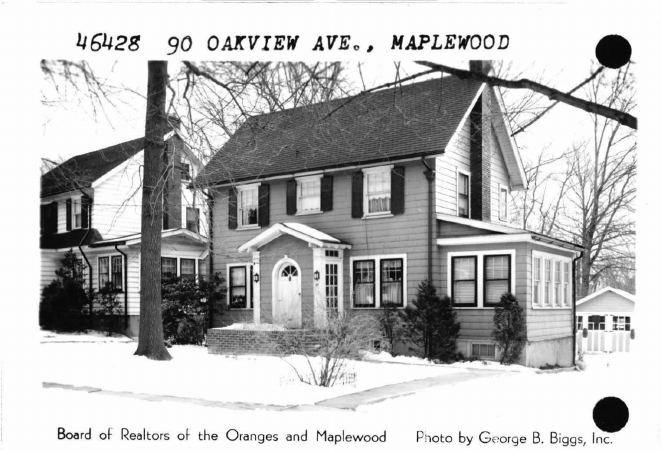 46428 90 OAKVIEW AVE., MAPLEWOOD
Board of Realtors of the Oranges and Maplewood Photo by George B. Biggs, Inc.